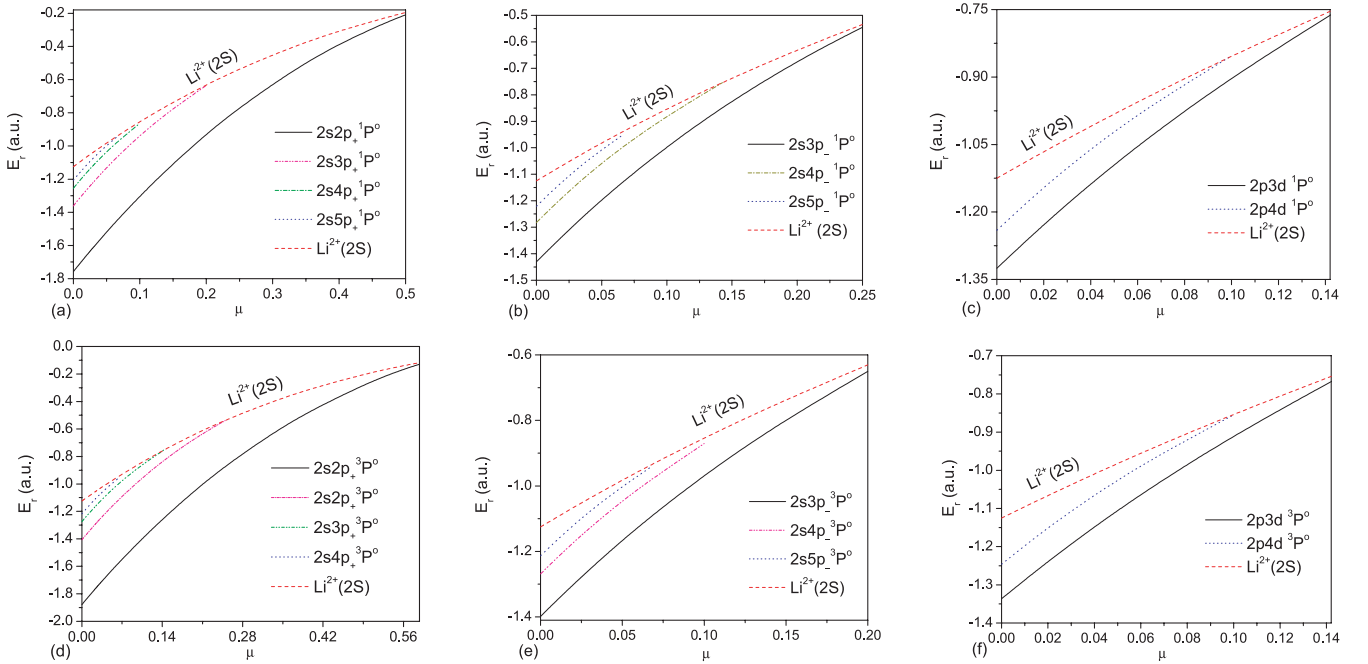 -0.2
-0.4
-0.6
-0.8
-1.0
-1.2
-1.4
-1.6
-1.8
E_r (a.u.)
Li²⁺(2S)
2s2p₊ ¹Pᵒ
2s3p₊ ¹Pᵒ
2s4p₊ ¹Pᵒ
2s5p₊ ¹Pᵒ
Li²⁺(2S)
0.0 0.1 0.2 0.3 0.4 0.5
(a) μ
-0.5
-0.6
-0.7
-0.8
-0.9
-1.0
-1.1
-1.2
-1.3
-1.4
-1.5
E_r (a.u.)
Li²⁺(2S)
2s3p₋ ¹Pᵒ
2s4p₋ ¹Pᵒ
2s5p₋ ¹Pᵒ
Li²⁺ (2S)
0.00 0.05 0.10 0.15 0.20 0.25
(b) μ
-0.75
-0.90
-1.05
-1.20
-1.35
E_r (a.u.)
Li²⁺(2S)
2p3d ¹Pᵒ
2p4d ¹Pᵒ
Li²⁺(2S)
0.00 0.02 0.04 0.06 0.08 0.10 0.12 0.14
(c) μ
0.0
-0.2
-0.4
-0.6
-0.8
-1.0
-1.2
-1.4
-1.6
-1.8
-2.0
E_r (a.u.)
Li²⁺(2S)
2s2p₊ ³Pᵒ
2s2p₊ ³Pᵒ
2s3p₊ ³Pᵒ
2s4p₊ ³Pᵒ
Li²⁺(2S)
0.00 0.14 0.28 0.42 0.56
(d) μ
-0.6
-0.8
-1.0
-1.2
-1.4
E_r (a.u.)
Li²⁺(2S)
2s3p₋ ³Pᵒ
2s4p₋ ³Pᵒ
2s5p₋ ³Pᵒ
Li²⁺(2S)
0.00 0.05 0.10 0.15 0.20
(e) μ
-0.7
-0.8
-0.9
-1.0
-1.1
-1.2
-1.3
-1.4
E_r (a.u.)
Li²⁺(2S)
2p3d ³Pᵒ
2p4d ³Pᵒ
Li²⁺(2S)
0.00 0.02 0.04 0.06 0.08 0.10 0.12 0.14
(f) μ